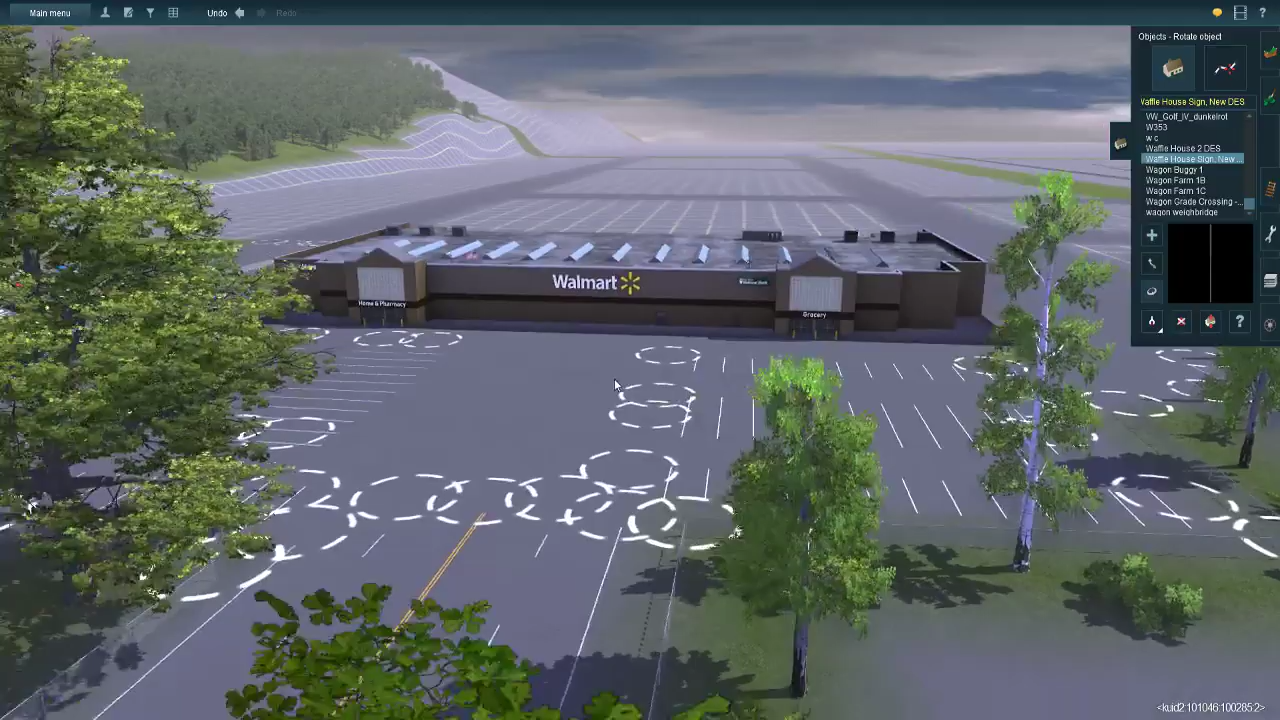 Main menu
Undo
Redo
?
Objects - Rotate object
Waffle House Sign, New DES
VW_Golf_IV_dunkelrot
W353
w c
Waffle House 2 DES
Waffle House Sign, New ...
Wagon Buggy 1
Wagon Farm 1B
Wagon Farm 1C
Wagon Grade Crossing -...
wagon weighbridge
?
Walmart
Home & Pharmacy
Grocery
<kuid2:101046:100285:2>